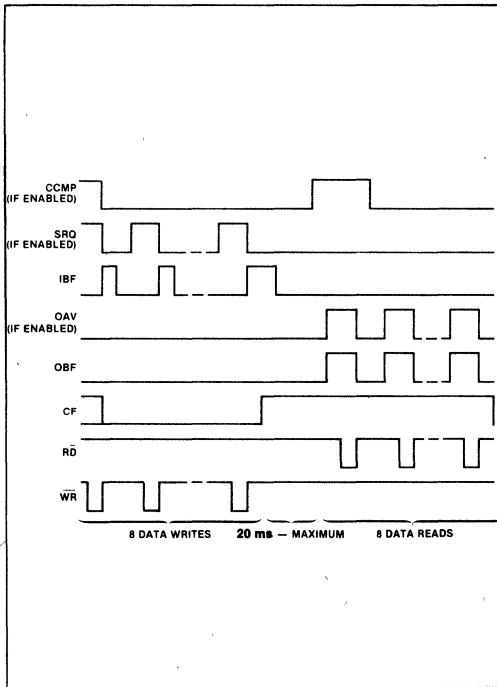 CCMP
(IF ENABLED)
SRQ
(IF ENABLED)
IBF
OAV
(IF ENABLED)
OBF
CF
RD
WR
8 DATA WRITES 20 ms — MAXIMUM 8 DATA READS